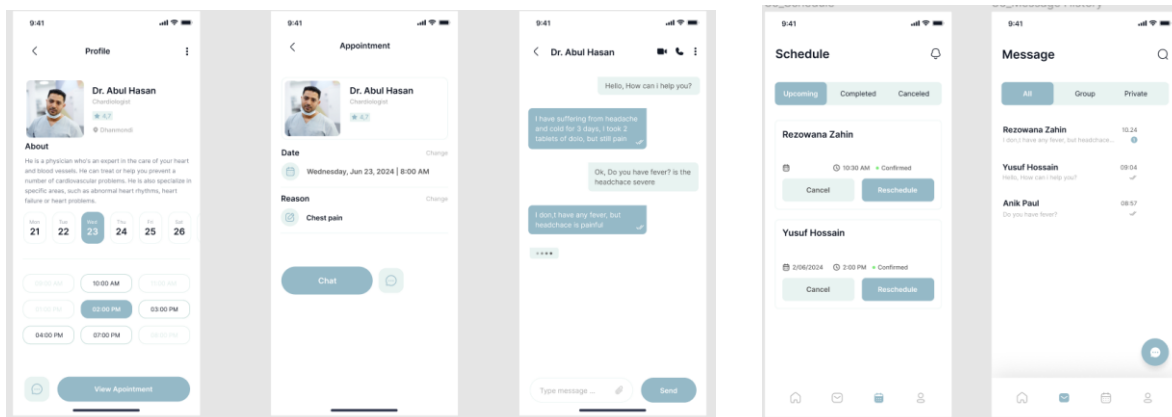 9:41
Profile
Dr. Abul Hasan
Chardiologist
4,7
Dhanmondi
About
He is a physician who's an expert in the care of your heart
and blood vessels. He can treat or help you prevent a
number of cardiovascular problems. He is also specialize in
specific areas, such as abnormal heart rhythms, heart
failure or heart problems.
Mon Tue Wed Thu Fri Sat
21 22 23 24 25 26
10:00 AM
02:00 PM 03:00 PM
04:00 PM 07:00 PM
View Apointment
9:41
Appointment
Dr. Abul Hasan
Chardiologist
4,7
Date Change
Wednesday, Jun 23, 2024 | 8:00 AM
Reason Change
Chest pain
Chat
9:41
Dr. Abul Hasan
Hello, How can i help you?
I have suffering from headache
and cold for 3 days, i took 2
tablets of dolo, but still pain
Ok, Do you have fever? is the
headchace severe
I don,t have any fever, but
headchace is painful
Type message ...
Send
9:41
Schedule
Upcoming Completed Canceled
Rezowana Zahin
10:30 AM Confirmed
Cancel Reschedule
Yusuf Hossain
2/06/2024 2:00 PM Confirmed
Cancel Reschedule
9:41
Message
All Group Private
Rezowana Zahin 10:24
I don,t have any fever, but headchace...
Yusuf Hossain 09:04
Hello, How can i help you?
Anik Paul 08:57
Do you have fever?